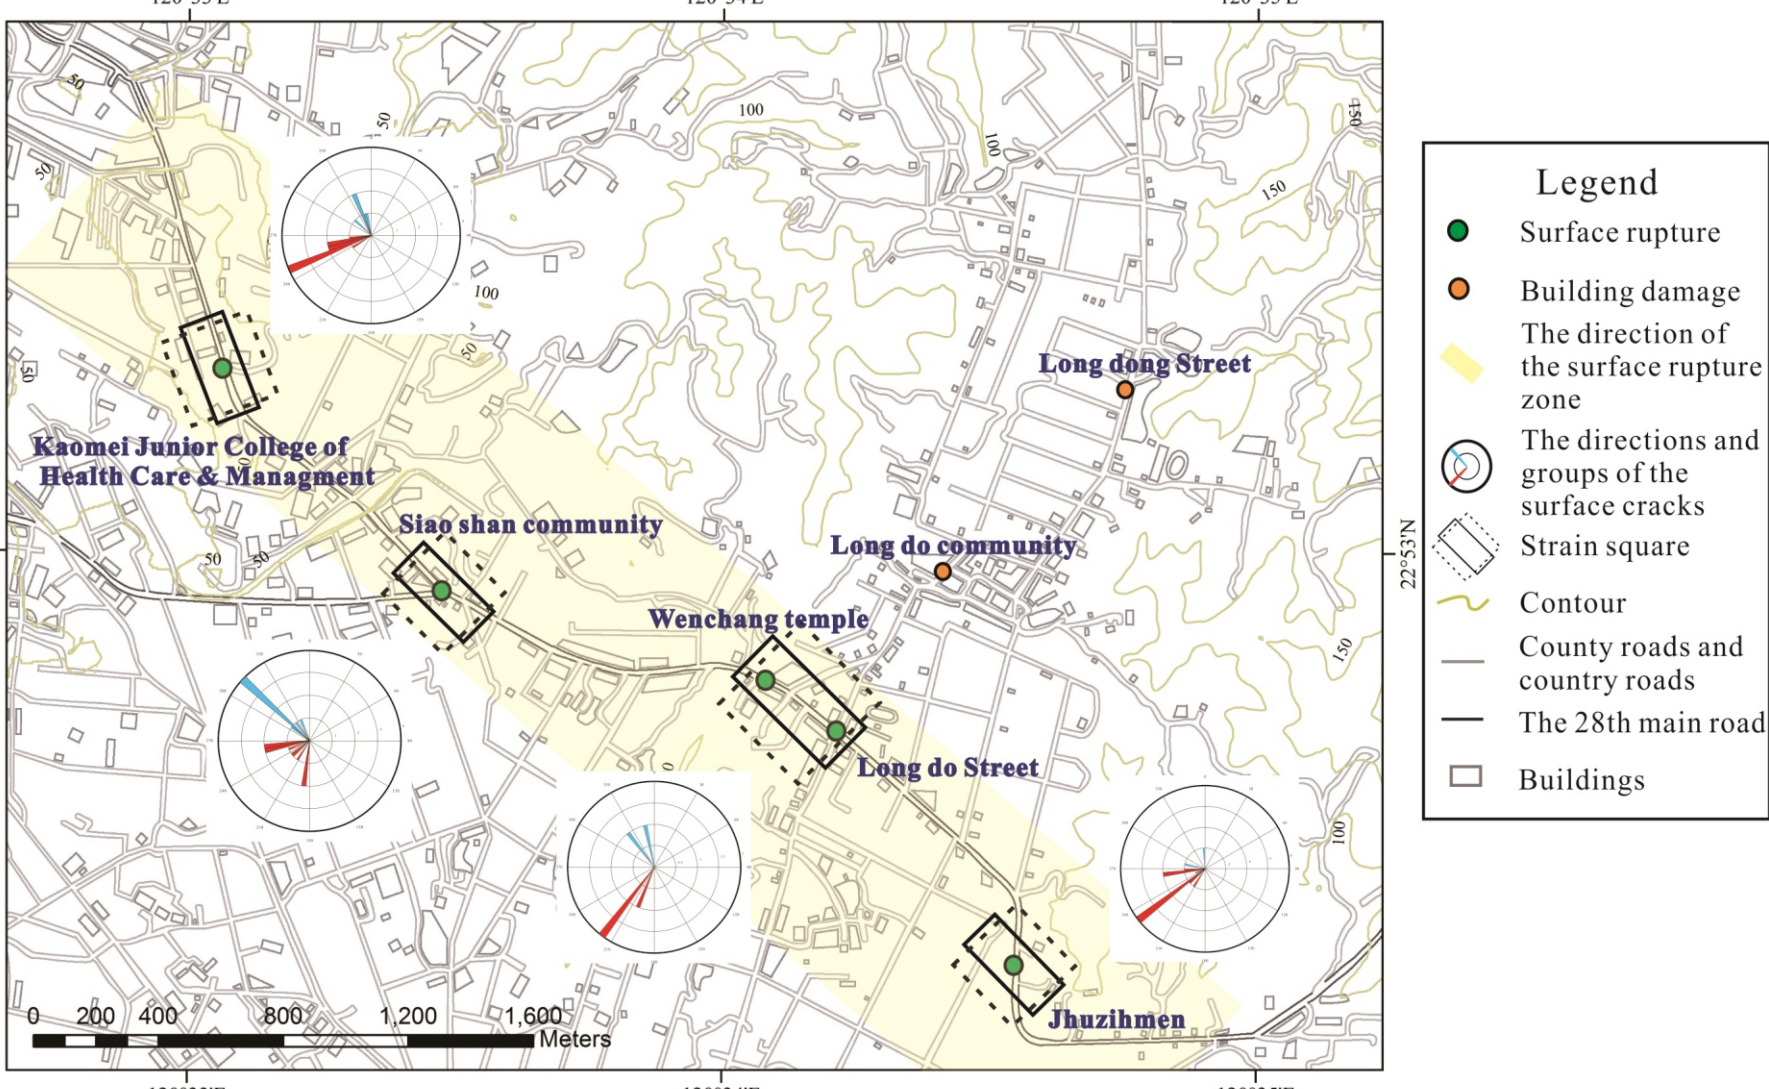 50
50
50
100
100
150
150
50
100
50
Long dong Street
Kaomei Junior College of
Health Care & Managment
Siao shan community
50
50
Long do community
Wenchang temple
150
0
Long do Street
100
Jhuzihmen
0 200 400 800 1,200 1,600
Meters
22°53'N
Legend
Surface rupture
Building damage
The direction of
the surface rupture
zone
The directions and
groups of the
surface cracks
Strain square
Contour
County roads and
country roads
The 28th main road
Buildings